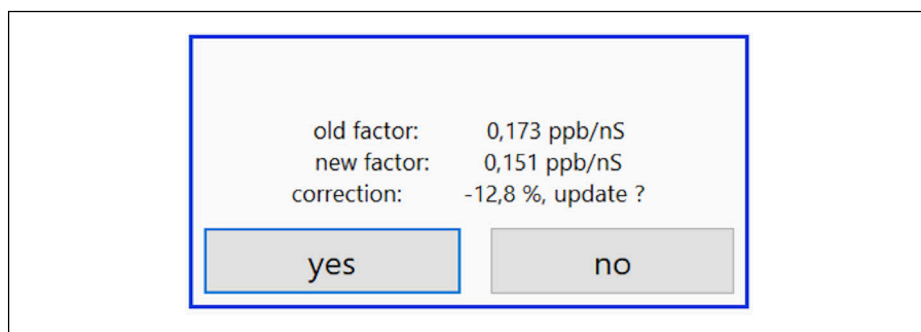 old factor: 0,173 ppb/nS
new factor: 0,151 ppb/nS
correction: -12,8 %, update ?
yes no